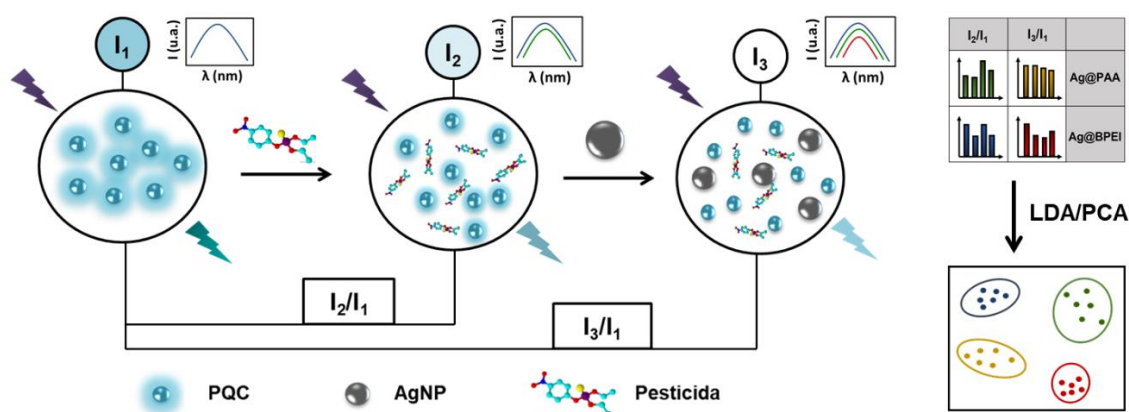 I₁
I (u.a.)
λ (nm)
I₂
I (u.a.)
λ (nm)
I₃
I (u.a.)
λ (nm)
I₂/I₁
I₃/I₁
PQC
AgNP
Pesticida
I₂/I₁ I₃/I₁
Ag@PAA
Ag@BPEI
LDA/PCA